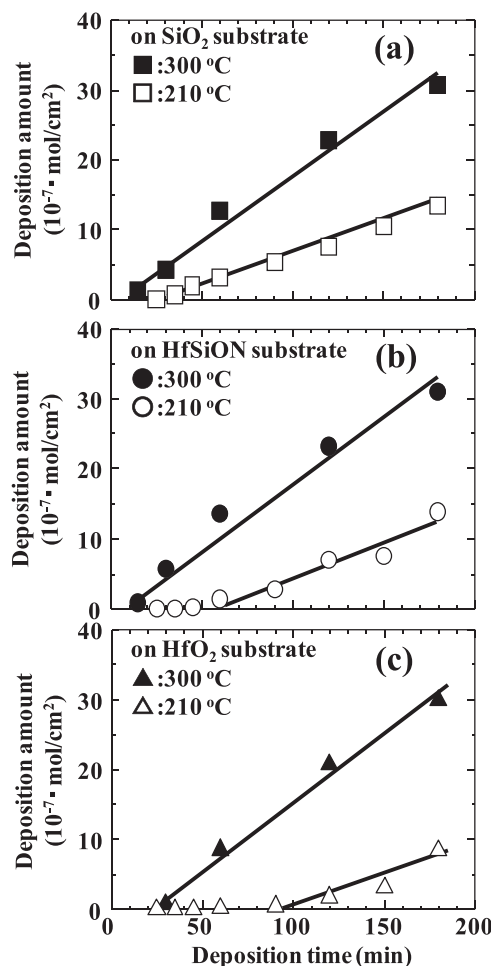 40
on SiO2 substrate
(a)
■:300 °C
30
□:210 °C
20
10
0
Deposition amount
(10-7▪mol/cm2)
40
on HfSiON substrate
(b)
●:300 °C
30
○:210 °C
20
10
0
Deposition amount
(10-7▪mol/cm2)
40
on HfO2 substrate
(c)
▲:300 °C
30
△:210 °C
20
10
0
Deposition amount
(10-7▪mol/cm2)
0 50 100 150 200
Deposition time (min)